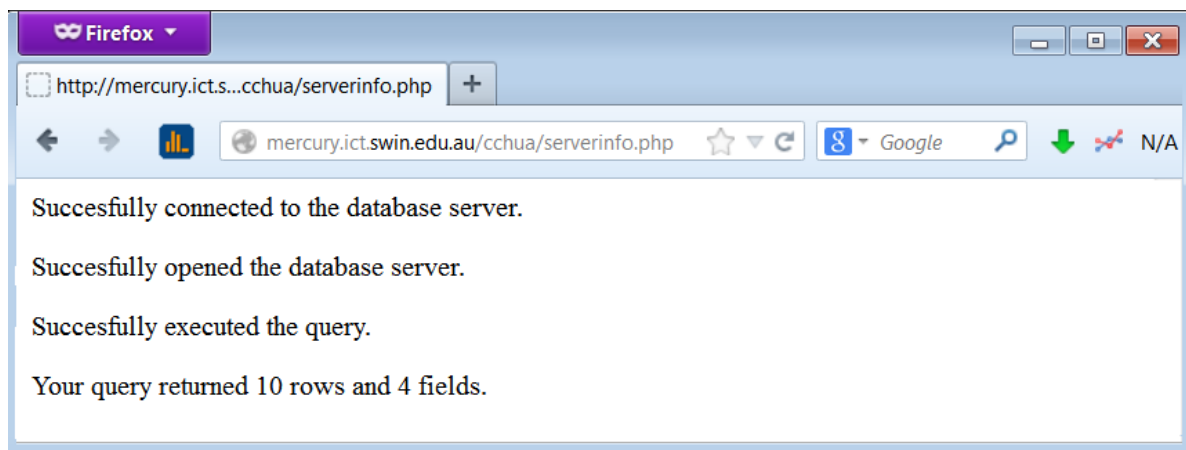 Firefox
http://mercury.ict.s...cchua/serverinfo.php
mercury.ict.swin.edu.au/cchua/serverinfo.php
8 Google
N/A
Succesfully connected to the database server.
Succesfully opened the database server.
Succesfully executed the query.
Your query returned 10 rows and 4 fields.